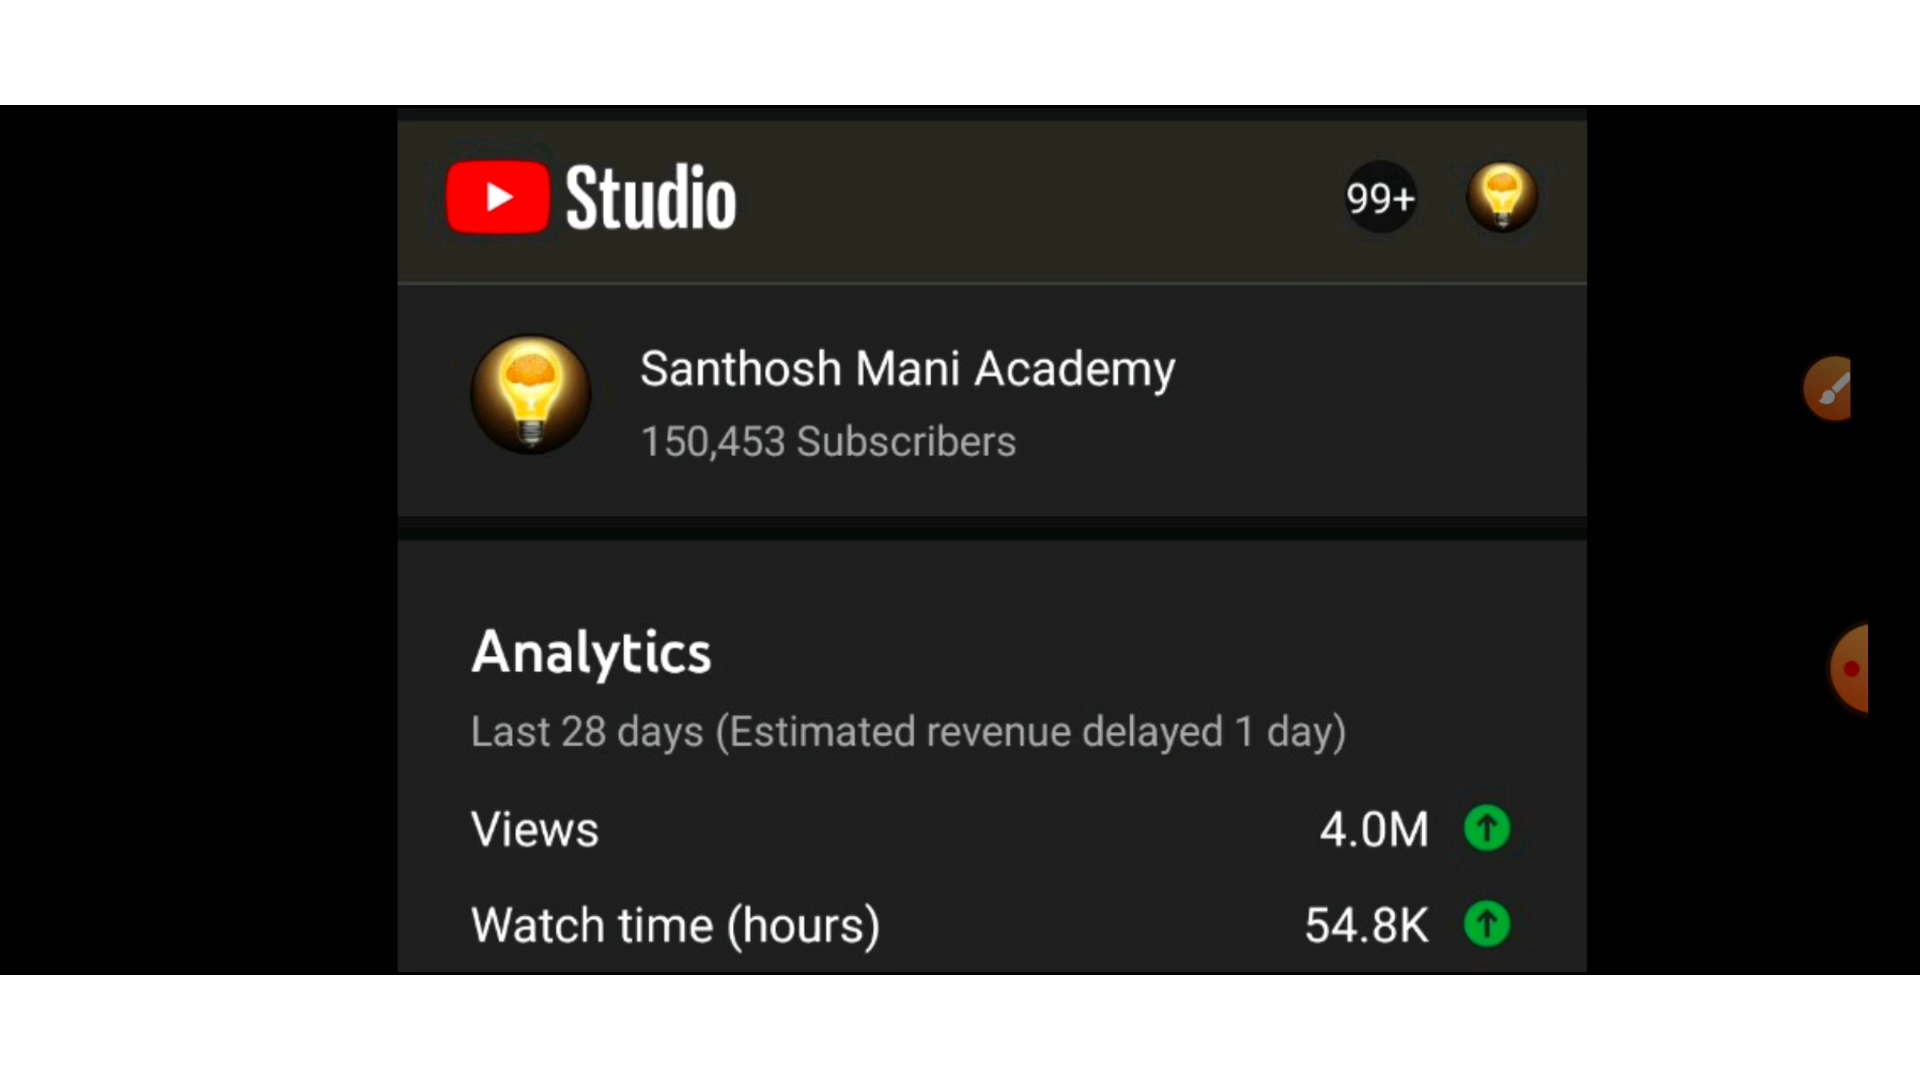 Studio
99+
Santhosh Mani Academy
150,453 Subscribers
Analytics
Last 28 days (Estimated revenue delayed 1 day)
Views 4.0M
Watch time (hours) 54.8K